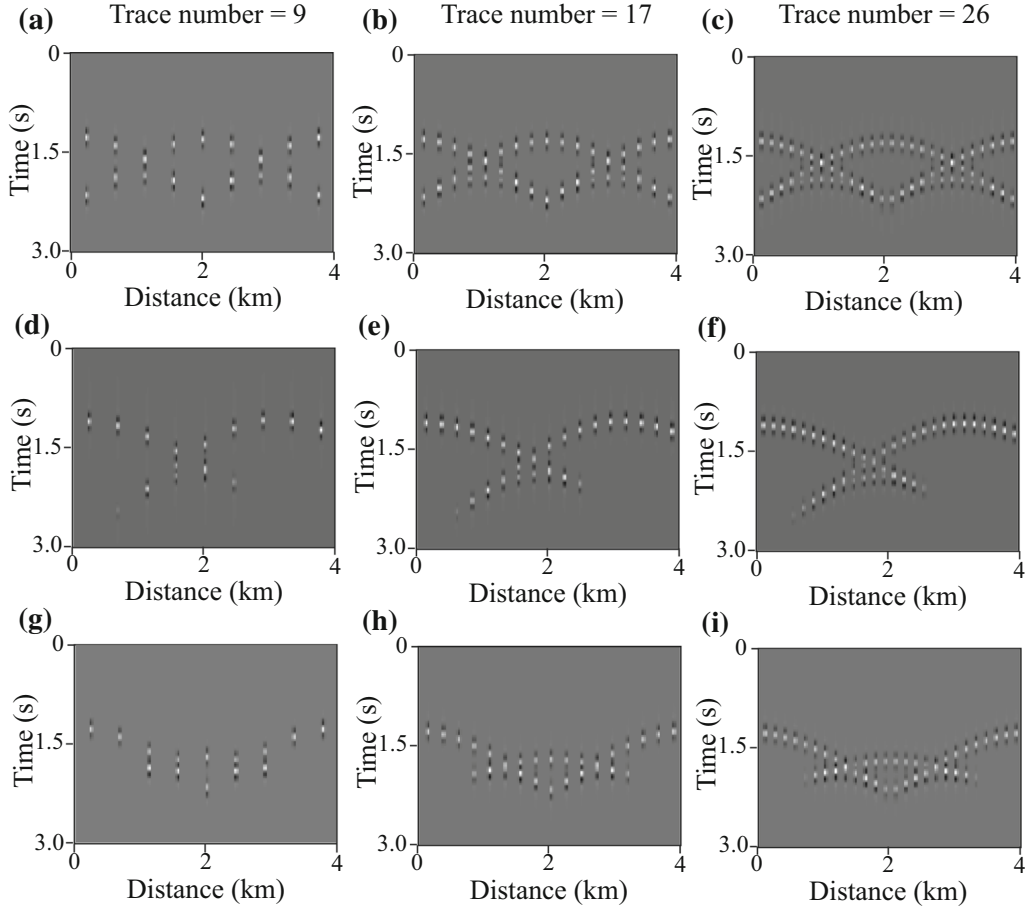 (a) Trace number = 9
(b) Trace number = 17
(c) Trace number = 26
0
1.5
3.0
Time (s)
0 2 4
Distance (km)
0
1.5
3.0
Time (s)
0 2 4
Distance (km)
0
1.5
3.0
Time (s)
0 2 4
Distance (km)
(d)
0
1.5
3.0
Time (s)
0 2 4
Distance (km)
(e)
0
1.5
3.0
Time (s)
0 2 4
Distance (km)
(f)
0
1.5
3.0
Time (s)
0 2 4
Distance (km)
(g)
0
1.5
3.0
Time (s)
0 2 4
Distance (km)
(h)
0
1.5
3.0
Time (s)
0 2 4
Distance (km)
(i)
0
1.5
3.0
Time (s)
0 2 4
Distance (km)